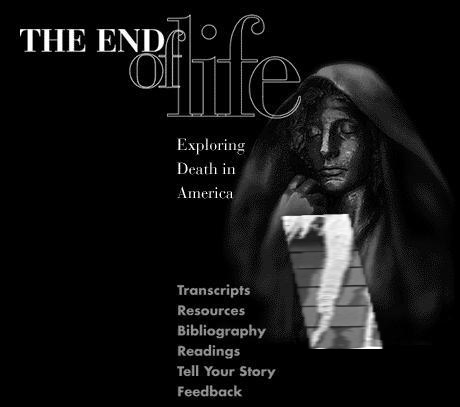 THE END
of life
Exploring
Death in
America
Transcripts
Resources
Bibliography
Readings
Tell Your Story
Feedback